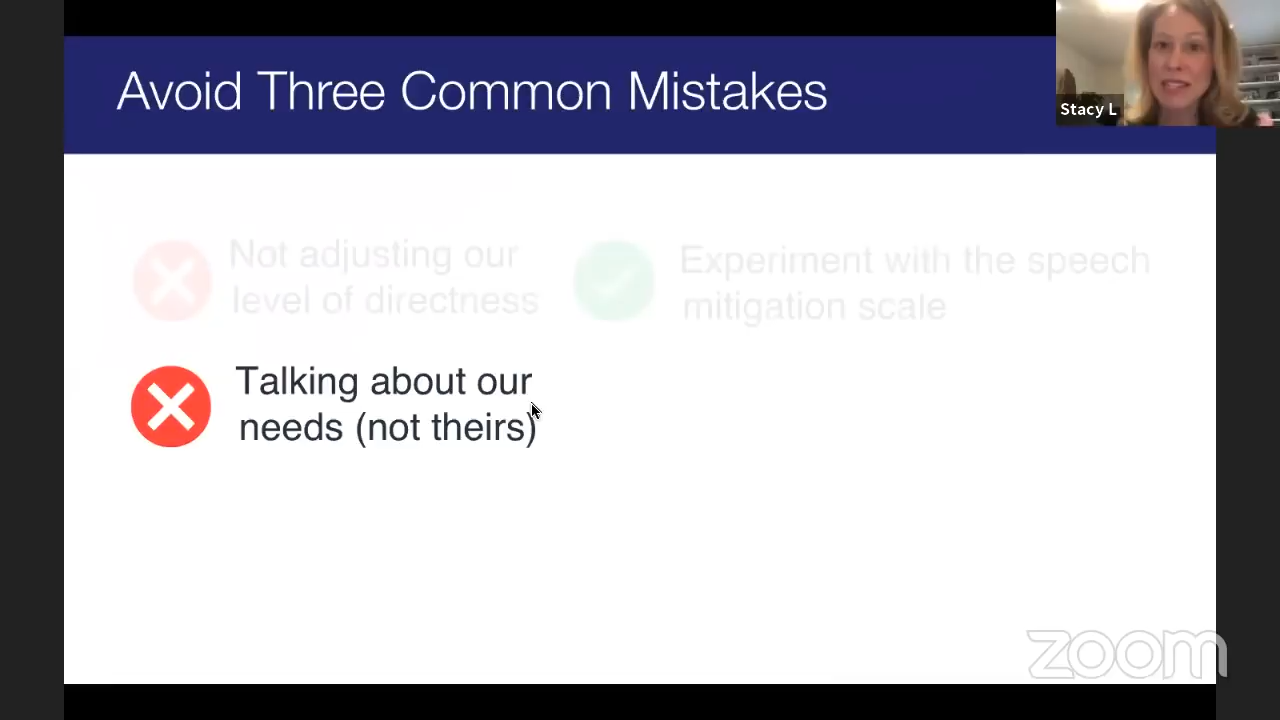 Avoid Three Common Mistakes
Stacy L
Not adjusting our
level of directness
Experiment with the speech
mitigation scale
Talking about our
needs (not theirs)
zoom